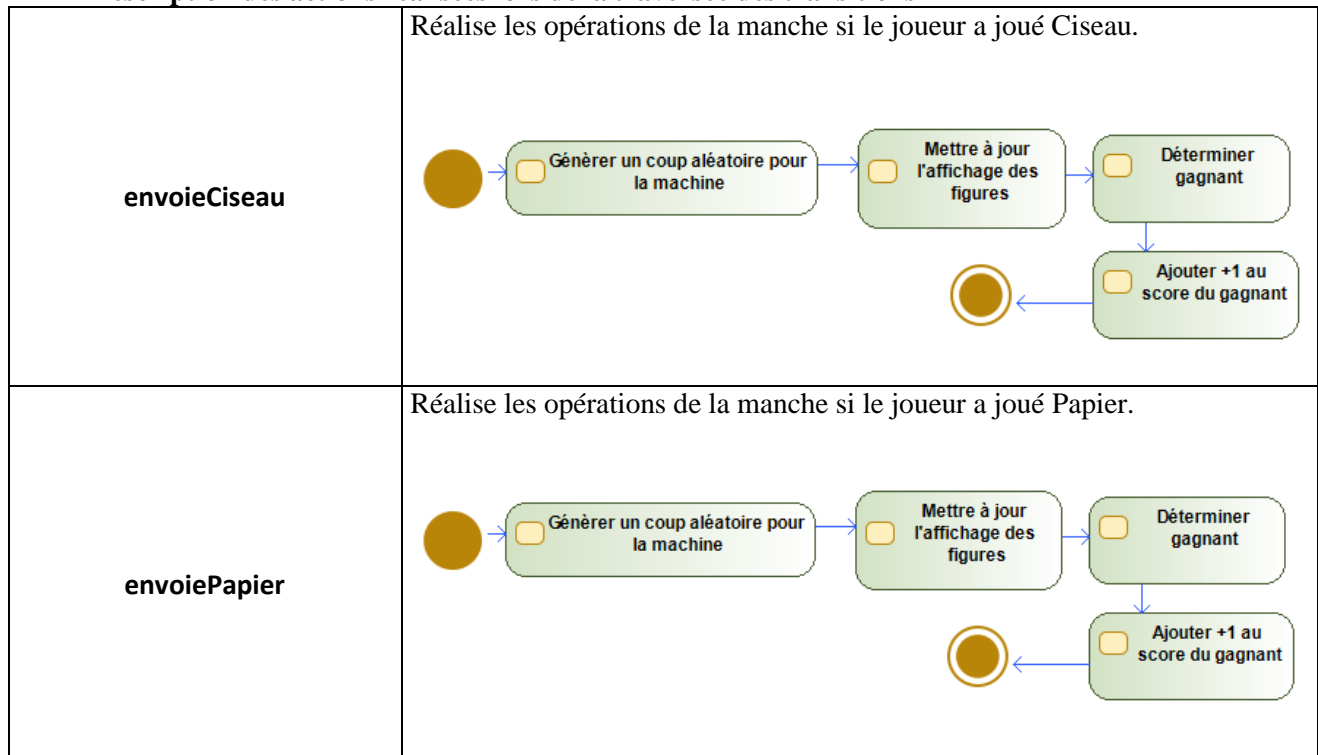 Réalise les opérations de la manche si le joueur a joué Ciseau.
envoieCiseau
Génèrer un coup aléatoire pour
la machine
Mettre à jour
l'affichage des
figures
Déterminer
gagnant
Ajouter +1 au
score du gagnant
Réalise les opérations de la manche si le joueur a joué Papier.
envoiePapier
Génèrer un coup aléatoire pour
la machine
Mettre à jour
l'affichage des
figures
Déterminer
gagnant
Ajouter +1 au
score du gagnant